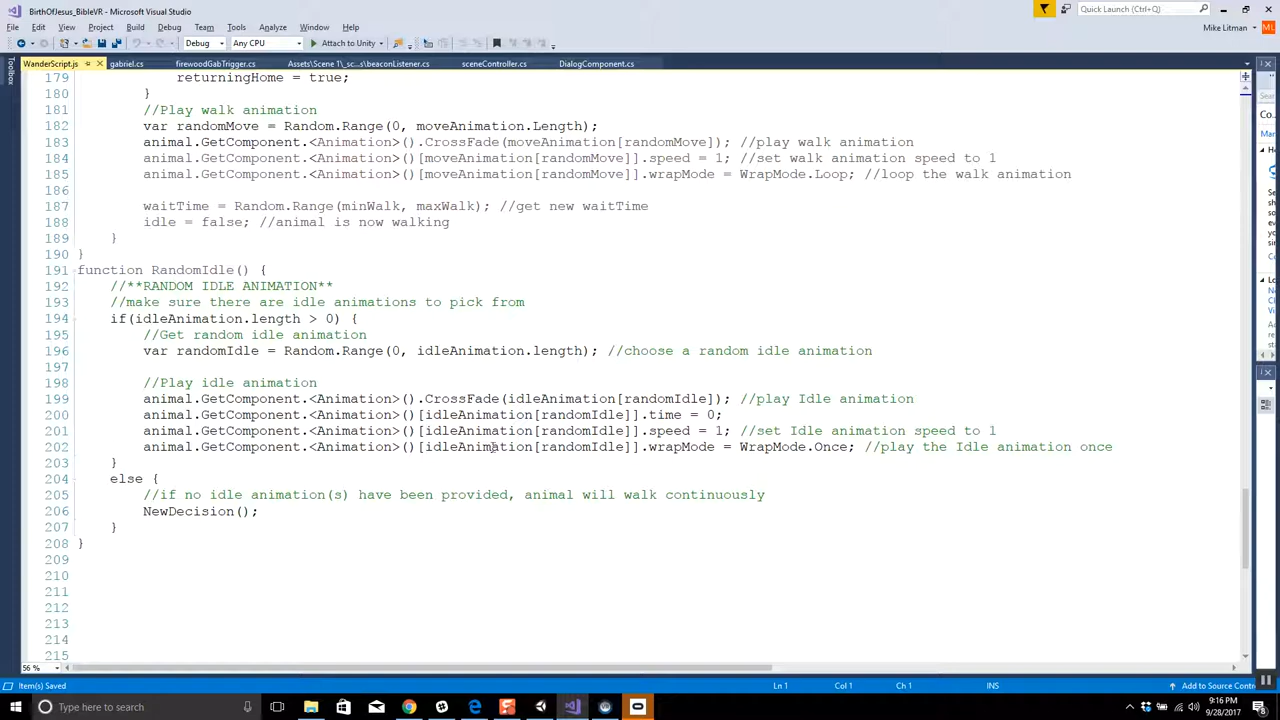 BirthOfJesus_BibleVR - Microsoft Visual Studio
Quick Launch (Ctrl+Q)
File Edit View Project Build Debug Team Tools Test Analyze Window Help
Mike Litman ML
Debug Any CPU Attach to Unity
Toolbox
WanderScript.js gabriel.cs firewoodGabTrigger.cs Assets\Scene 1\_sc...s\beaconListener.cs sceneController.cs DialogComponent.cs
179 returningHome = true;
180 }
181 //Play walk animation
182 var randomMove = Random.Range(0, moveAnimation.Length);
183 animal.GetComponent.<Animation>().CrossFade(moveAnimation[randomMove]); //play walk animation
184 animal.GetComponent.<Animation>()[moveAnimation[randomMove]].speed = 1; //set walk animation speed to 1
185 animal.GetComponent.<Animation>()[moveAnimation[randomMove]].wrapMode = WrapMode.Loop; //loop the walk animation
186
187 waitTime = Random.Range(minWalk, maxWalk); //get new waitTime
188 idle = false; //animal is now walking
189 }
190 }
191 function RandomIdle() {
192 //**RANDOM IDLE ANIMATION**
193 //make sure there are idle animations to pick from
194 if(idleAnimation.length > 0) {
195 //Get random idle animation
196 var randomIdle = Random.Range(0, idleAnimation.length); //choose a random idle animation
197
198 //Play idle animation
199 animal.GetComponent.<Animation>().CrossFade(idleAnimation[randomIdle]); //play Idle animation
200 animal.GetComponent.<Animation>()[idleAnimation[randomIdle]].time = 0;
201 animal.GetComponent.<Animation>()[idleAnimation[randomIdle]].speed = 1; //set Idle animation speed to 1
202 animal.GetComponent.<Animation>()[idleAnimation[randomIdle]].wrapMode = WrapMode.Once; //play the Idle animation once
203 }
204 else {
205 //if no idle animation(s) have been provided, animal will walk continuously
206 NewDecision();
207 }
208 }
209
210
211
212
213
214
215
56 %
Item(s) Saved Ln 1 Col 1 INS Add to Source Contr
Type here to search
9:16 PM
9/28/2017